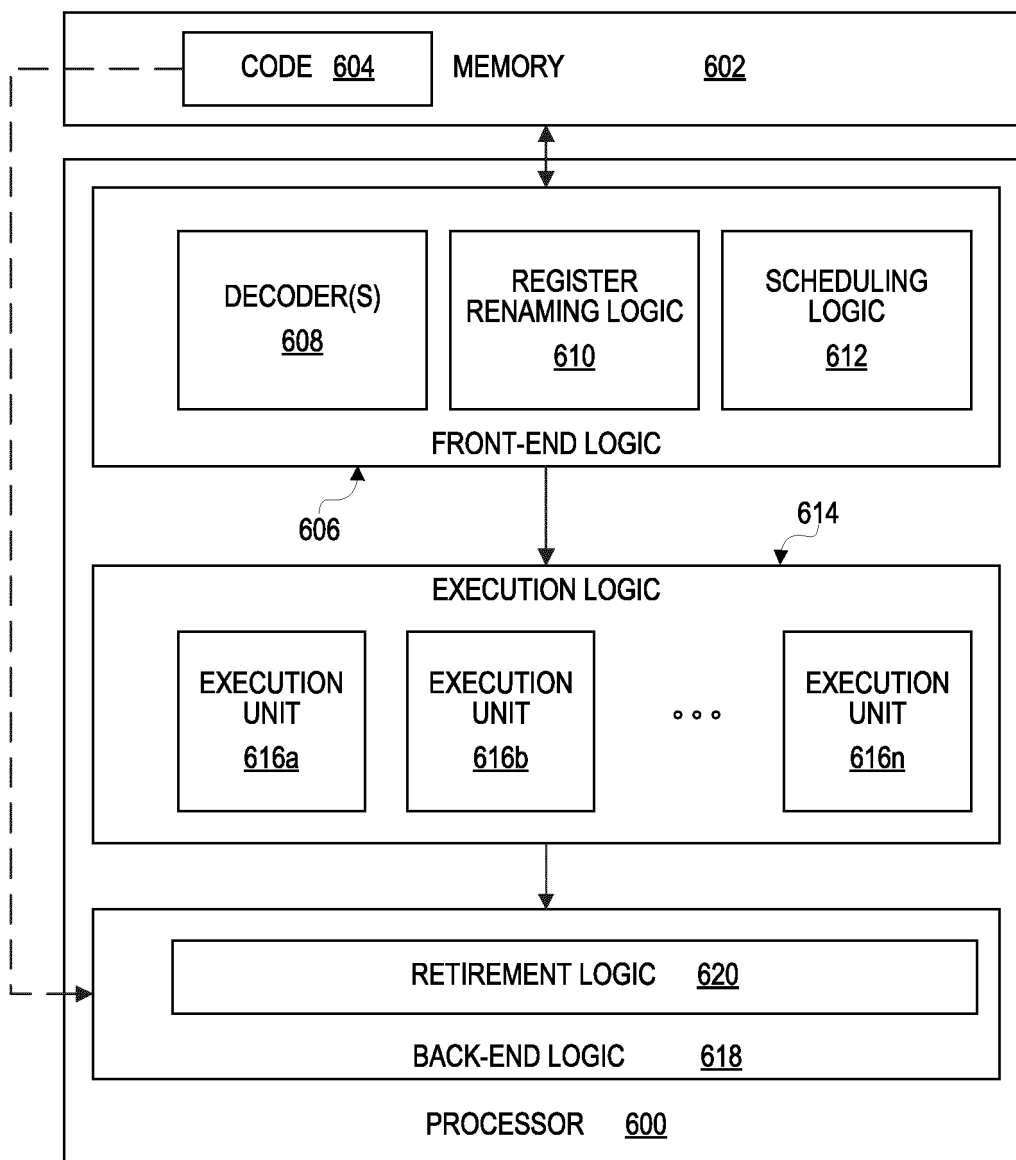 CODE 604 MEMORY 602
DECODER(S)
608
REGISTER
RENAMING LOGIC
610
SCHEDULING
LOGIC
612
FRONT-END LOGIC
606
614
EXECUTION LOGIC
EXECUTION
UNIT
616a
EXECUTION
UNIT
616b
EXECUTION
UNIT
616n
RETIREMENT LOGIC 620
BACK-END LOGIC 618
PROCESSOR 600